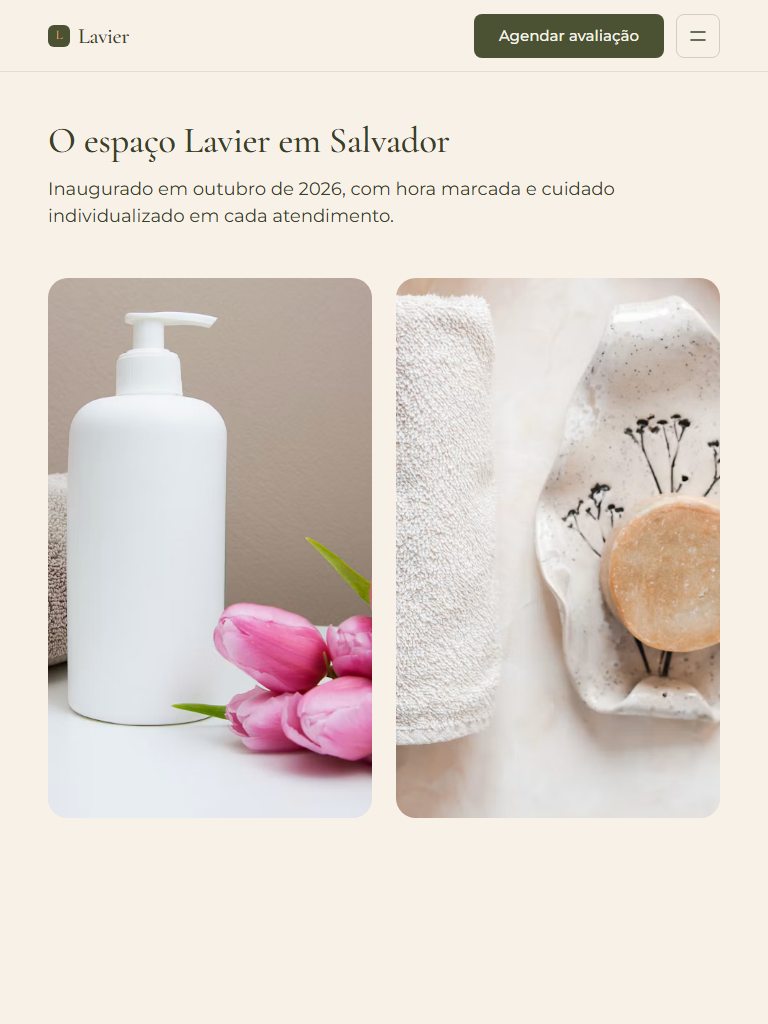 L
Lavier
Agendar avaliação
O espaço Lavier em Salvador
Inaugurado em outubro de 2026, com hora marcada e cuidado
individualizado em cada atendimento.